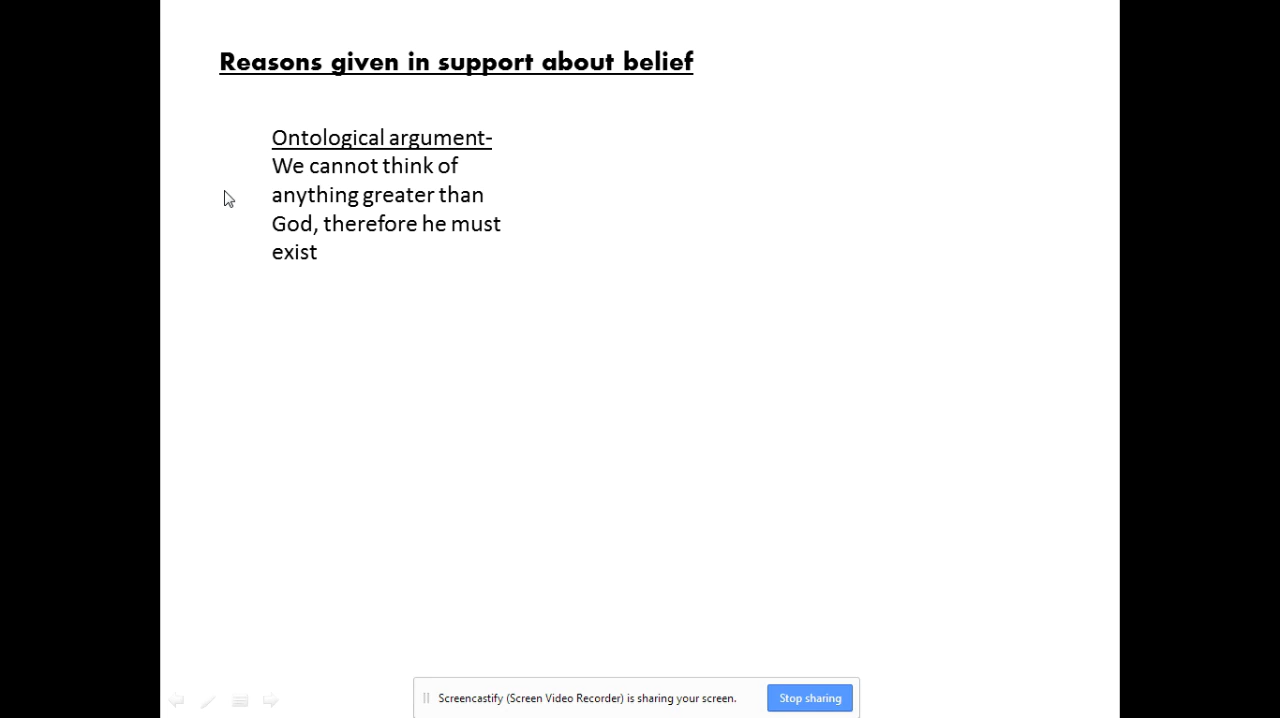 Reasons given in support about belief
Ontological argument-
We cannot think of
anything greater than
God, therefore he must
exist
Screencastify (Screen Video Recorder) is sharing your screen.
Stop sharing